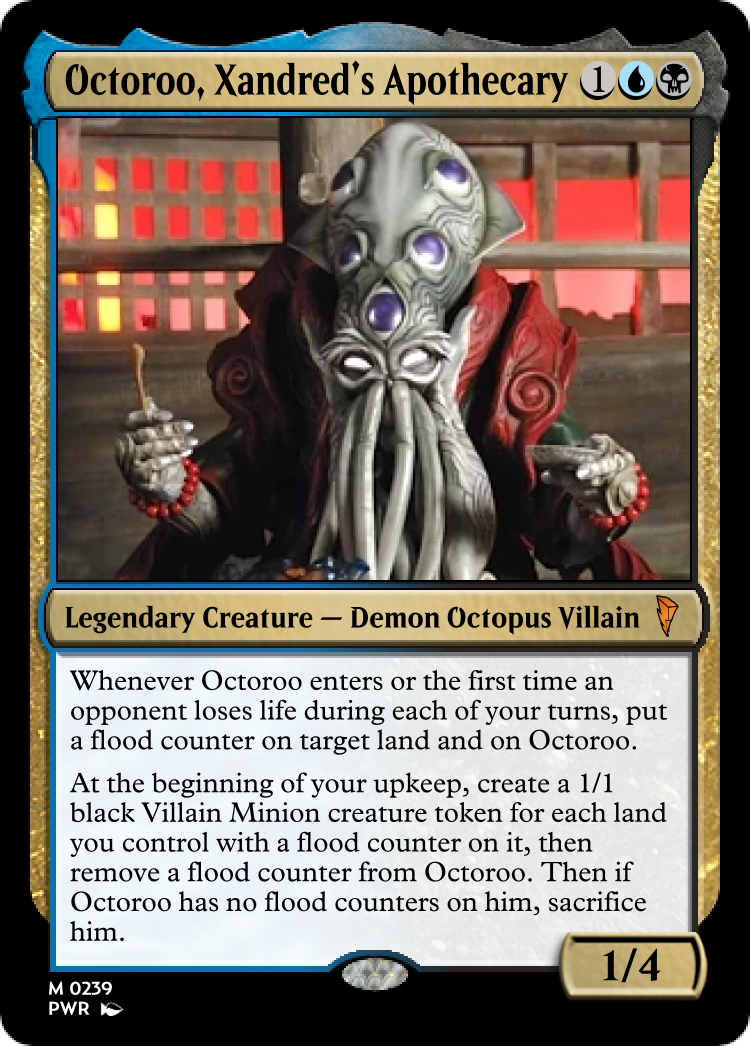 Octoroo, Xandred's Apothecary 1
Legendary Creature — Demon Octopus Villain
Whenever Octoroo enters or the first time an
opponent loses life during each of your turns, put
a flood counter on target land and on Octoroo.
At the beginning of your upkeep, create a 1/1
black Villain Minion creature token for each land
you control with a flood counter on it, then
remove a flood counter from Octoroo. Then if
Octoroo has no flood counters on him, sacrifice
him.
1/4
M 0239
PWR